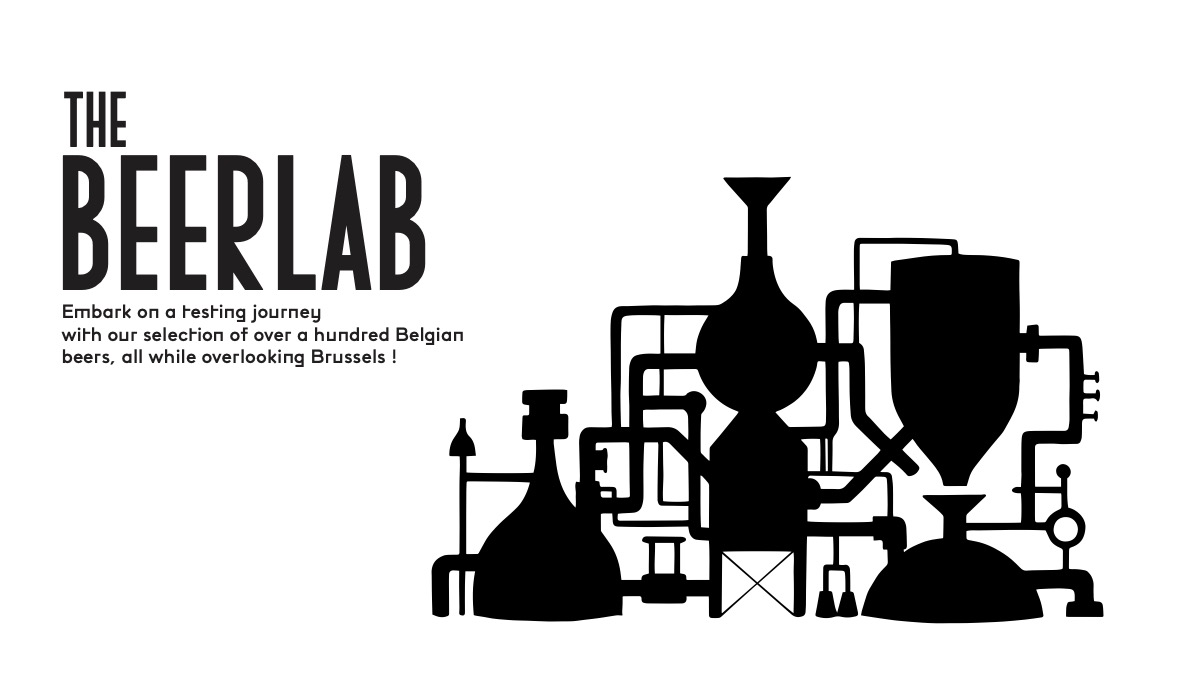 THE
BEERLAB
Embark on a testing journey
with our selection of over a hundred Belgian
beers, all while overlooking Brussels !